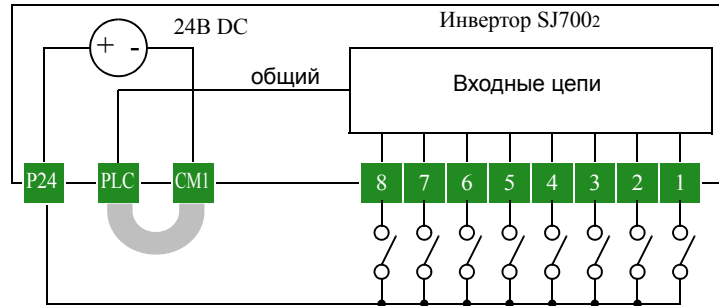 24В DC
Инвертор SJ7002
+ -
общий
Входные цепи
P24 PLC CM1 8 7 6 5 4 3 2 1